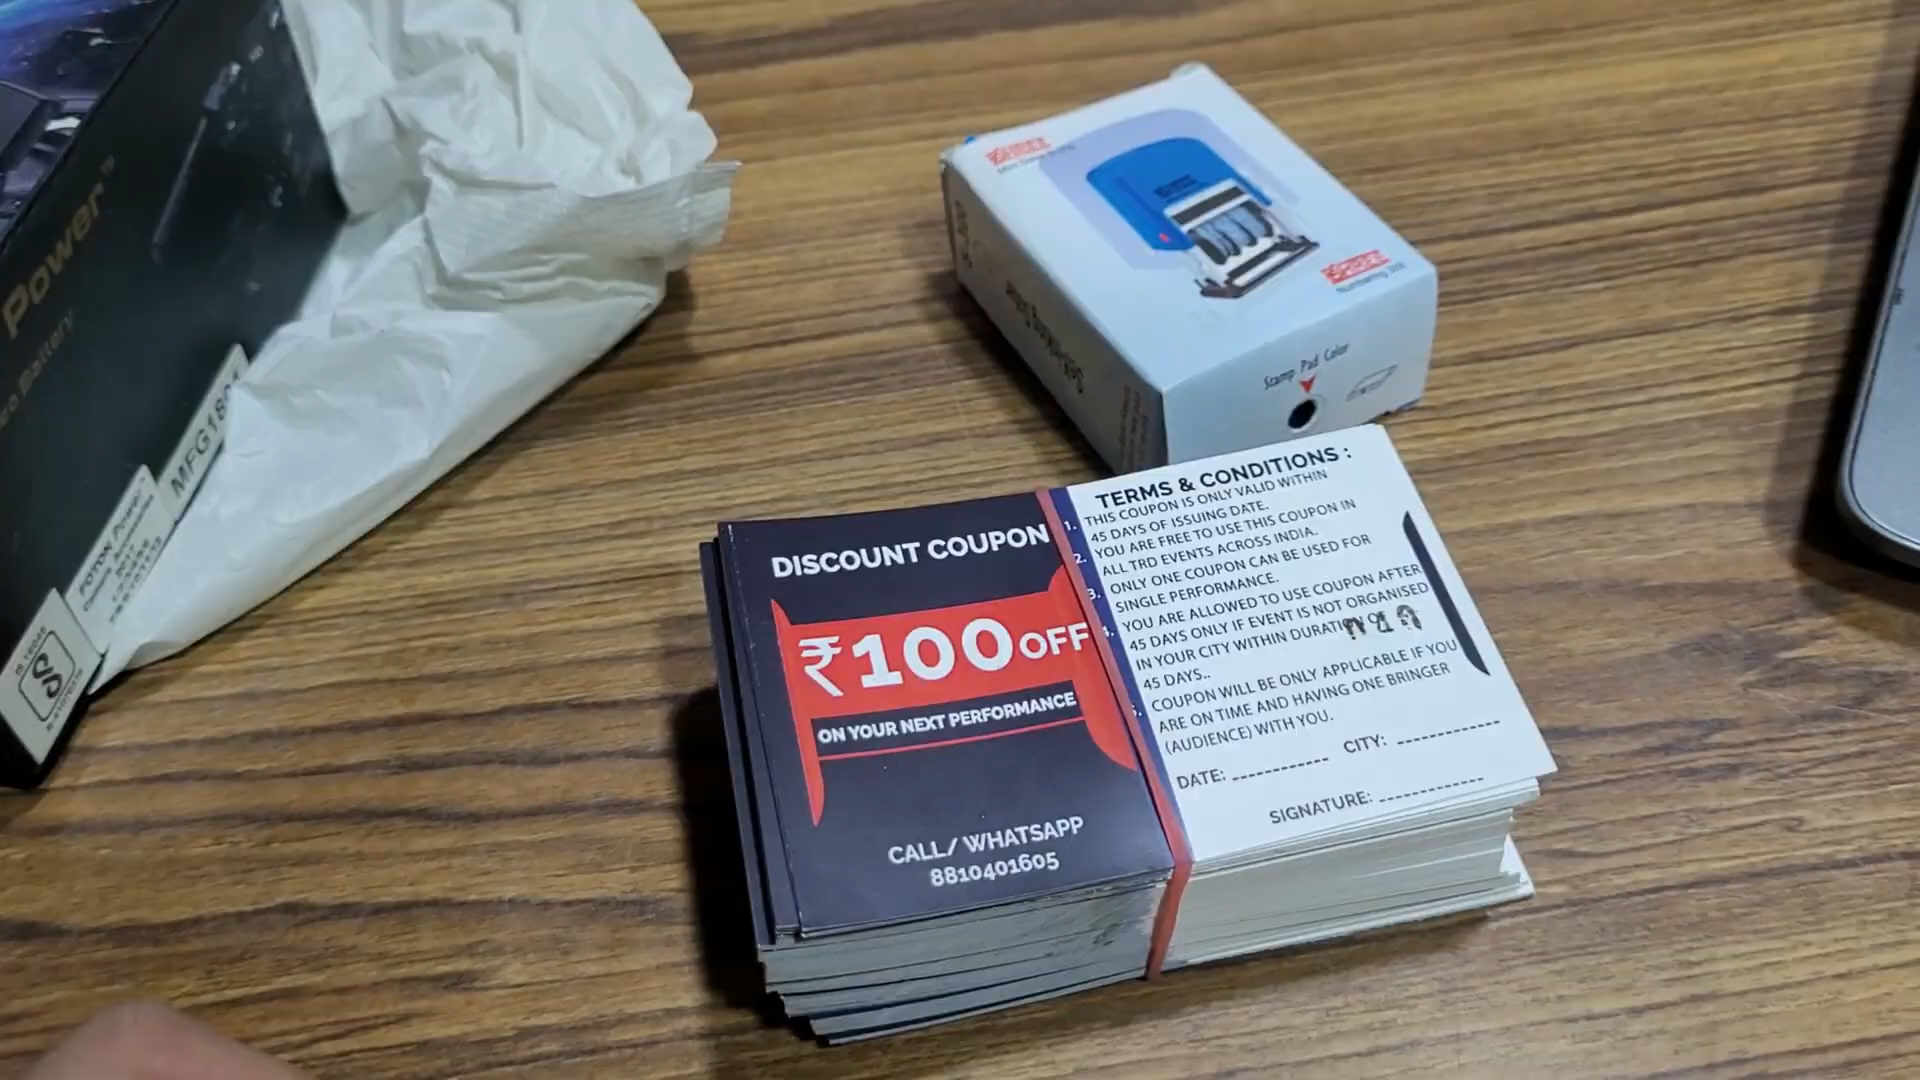 Power™
MFG180
FOTON Power
Stamp Pad Color
DISCOUNT COUPON
₹100 OFF
ON YOUR NEXT PERFORMANCE
CALL/ WHATSAPP
8810401605
TERMS & CONDITIONS :
1. THIS COUPON IS ONLY VALID WITHIN
45 DAYS OF ISSUING DATE.
2. YOU ARE FREE TO USE THIS COUPON IN
ALL TRD EVENTS ACROSS INDIA.
3. ONLY ONE COUPON CAN BE USED FOR
SINGLE PERFORMANCE.
4. YOU ARE ALLOWED TO USE COUPON AFTER
45 DAYS ONLY IF EVENT IS NOT ORGANISED
IN YOUR CITY WITHIN DURATION OF
45 DAYS..
5. COUPON WILL BE ONLY APPLICABLE IF YOU
ARE ON TIME AND HAVING ONE BRINGER
(AUDIENCE) WITH YOU.
DATE: ------------ CITY: -------------
SIGNATURE: -------------